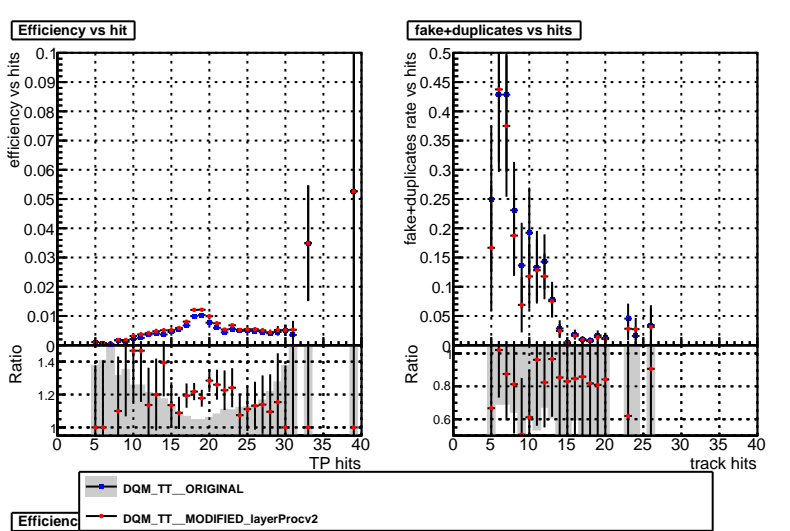 Efficiency vs hit
fake+duplicates vs hits
efficiency vs hits
0.1
0.09
0.08
0.07
0.06
0.05
0.04
0.03
0.02
0.01
0
Ratio
1.4
1.2
1
0 5 10 15 20 25 30 35 40
TP hits
fake+duplicates rate vs hits
0.5
0.45
0.4
0.35
0.3
0.25
0.2
0.15
0.1
0.05
0
Ratio
1
0.8
0.6
0 5 10 15 20 25 30 35 40
track hits
DQM_TT__ORIGINAL
DQM_TT__MODIFIED_layerProcv2